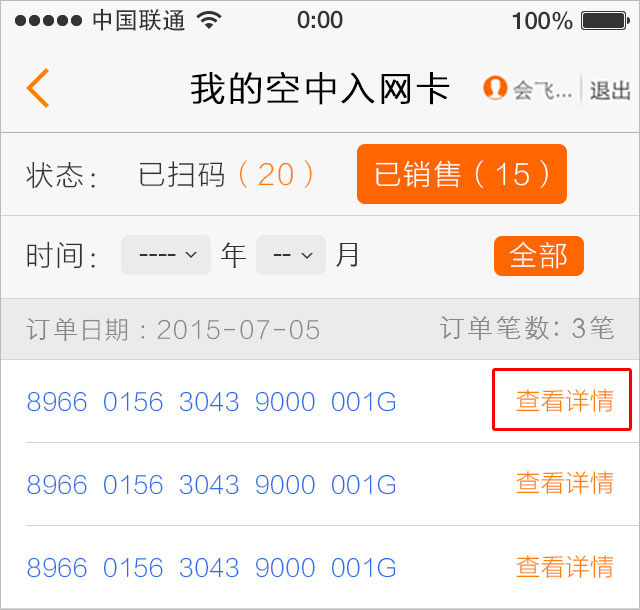 中国联通 0:00 100%
我的空中入网卡 会飞... 退出
状态： 已扫码（20） 已销售（15）
时间： ---- 年 -- 月 全部
订单日期：2015-07-05 订单笔数: 3笔
8966 0156 3043 9000 001G 查看详情
8966 0156 3043 9000 001G 查看详情
8966 0156 3043 9000 001G 查看详情